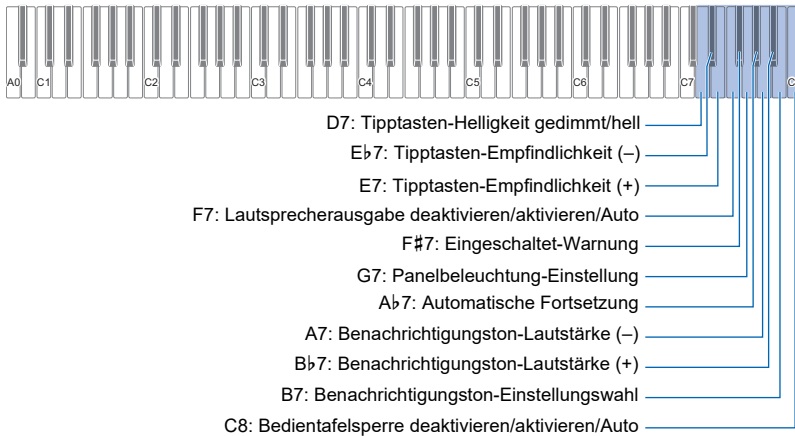 A0 C1 C2 C3 C4 C5 C6 C7 C
D7: Tipptasten-Helligkeit gedimmt/hell
E♭7: Tipptasten-Empfindlichkeit (–)
E7: Tipptasten-Empfindlichkeit (+)
F7: Lautsprecherausgabe deaktivieren/aktivieren/Auto
F♯7: Eingeschaltet-Warnung
G7: Panelbeleuchtung-Einstellung
A♭7: Automatische Fortsetzung
A7: Benachrichtigungston-Lautstärke (–)
B♭7: Benachrichtigungston-Lautstärke (+)
B7: Benachrichtigungston-Einstellungswahl
C8: Bedientafelsperre deaktivieren/aktivieren/Auto